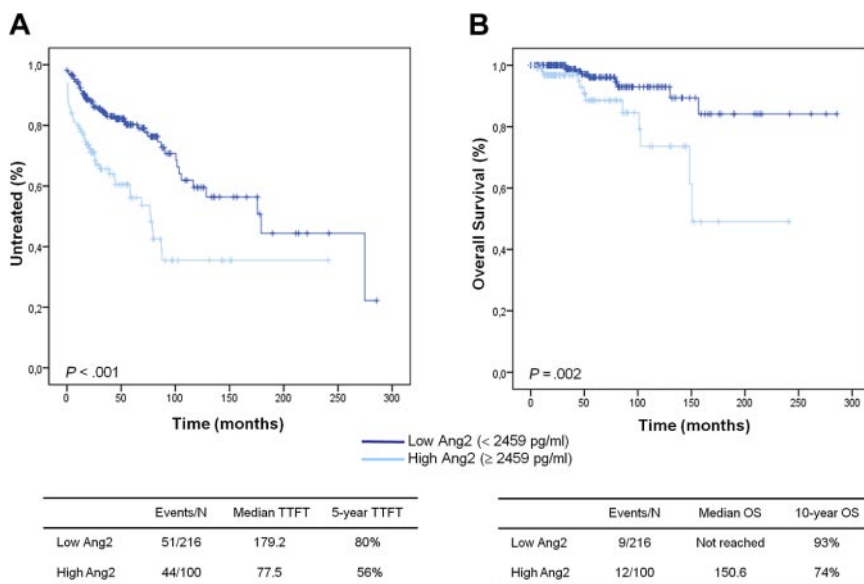 A
Untreated (%)
1,0
0,8
0,6
0,4
0,2
0,0
P < .001
0 50 100 150 200 250 300
Time (months)
B
Overall Survival (%)
1,0
0,8
0,6
0,4
0,2
0,0
P = .002
0 50 100 150 200 250 300
Time (months)
Low Ang2 (< 2459 pg/ml)
High Ang2 (≥ 2459 pg/ml)
Events/N Median TTFT 5-year TTFT
Low Ang2 51/216 179.2 80%
High Ang2 44/100 77.5 56%
Events/N Median OS 10-year OS
Low Ang2 9/216 Not reached 93%
High Ang2 12/100 150.6 74%